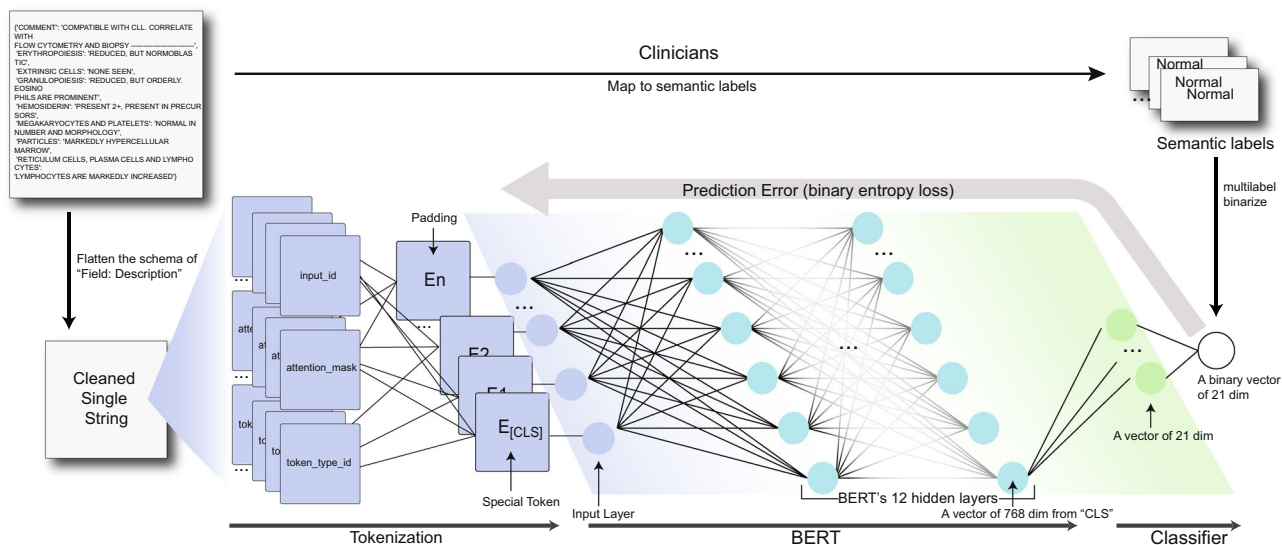 {'COMMENT': 'COMPATIBLE WITH CLL. CORRELATE
WITH
FLOW CYTOMETRY AND BIOPSY --------------------------',
'ERYTHROPOIESIS': 'REDUCED, BUT NORMOBLAS
TIC',
'EXTRINSIC CELLS': 'NONE SEEN',
'GRANULOPOIESIS': 'REDUCED, BUT ORDERLY.
EOSINO
PHILS ARE PROMINENT',
'HEMOSIDERIN': 'PRESENT 2+, PRESENT IN PRECUR
SORS',
'MEGAKARYOCYTES AND PLATELETS': 'NORMAL IN
NUMBER AND MORPHOLOGY',
'PARTICLES': 'MARKEDLY HYPERCELLULAR
MARROW',
'RETICULUM CELLS, PLASMA CELLS AND LYMPHO
CYTES':
'LYMPHOCYTES ARE MARKEDLY INCREASED'}
Clinicians
Map to semantic labels
Normal
Normal
Normal
...
Semantic labels
multilabel
binarize
Prediction Error (binary entropy loss)
Flatten the schema of
"Field: Description"
Cleaned
Single
String
...
input_id
...
atte
at
at
attention_mask
...
tok
to
to
token_type_id
...
Padding
En
...
E2
E1
E[CLS]
Special Token
...
Input Layer
...
...
...
BERT's 12 hidden layers
A vector of 768 dim from "CLS"
...
A vector of 21 dim
A binary vector
of 21 dim
Tokenization
BERT
Classifier